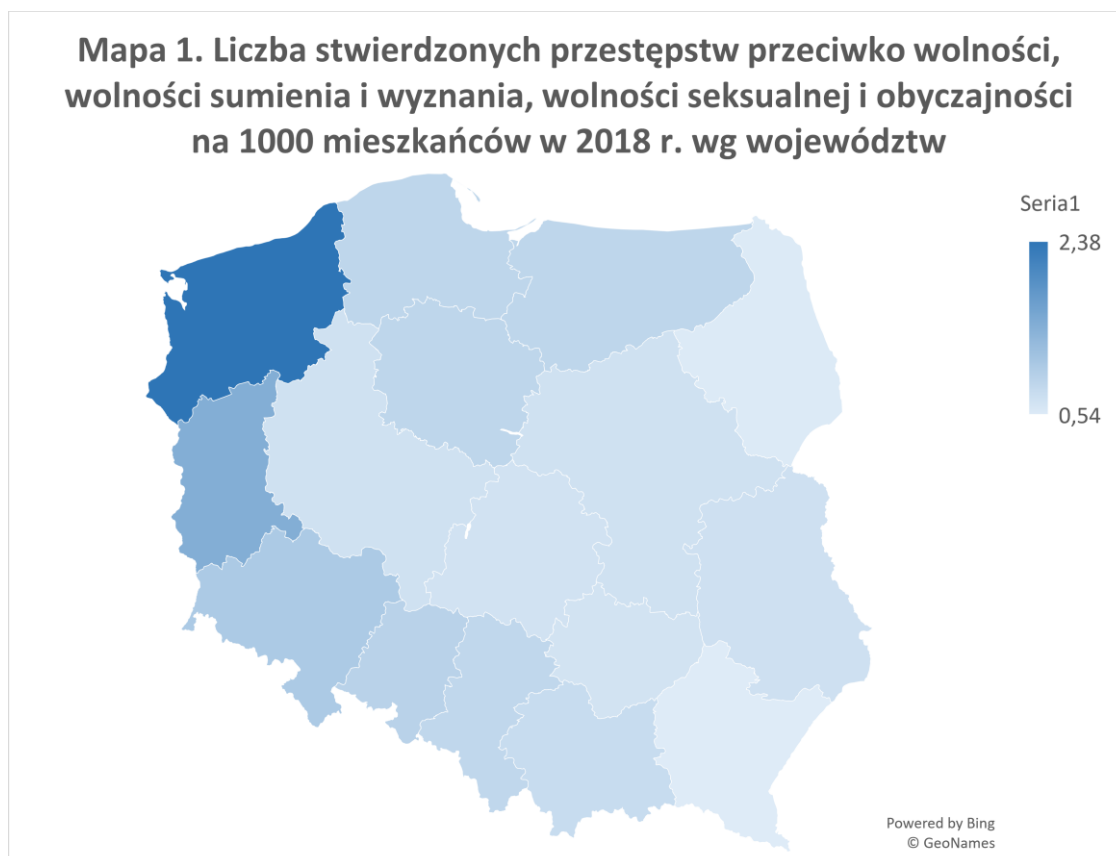 Mapa 1. Liczba stwierdzonych przestępstw przeciwko wolności,
wolności sumienia i wyznania, wolności seksualnej i obyczajności
na 1000 mieszkańców w 2018 r. wg województw
Seria1
2,38
0,54
Powered by Bing
© GeoNames